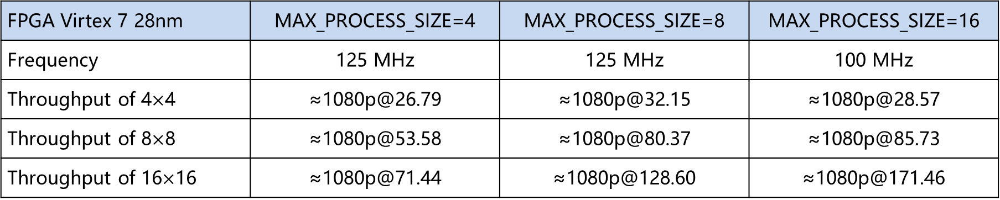 FPGA Virtex 7 28nm MAX_PROCESS_SIZE=4 MAX_PROCESS_SIZE=8 MAX_PROCESS_SIZE=16
Frequency 125 MHz 125 MHz 100 MHz
Throughput of 4×4 ≈1080p@26.79 ≈1080p@32.15 ≈1080p@28.57
Throughput of 8×8 ≈1080p@53.58 ≈1080p@80.37 ≈1080p@85.73
Throughput of 16×16 ≈1080p@71.44 ≈1080p@128.60 ≈1080p@171.46